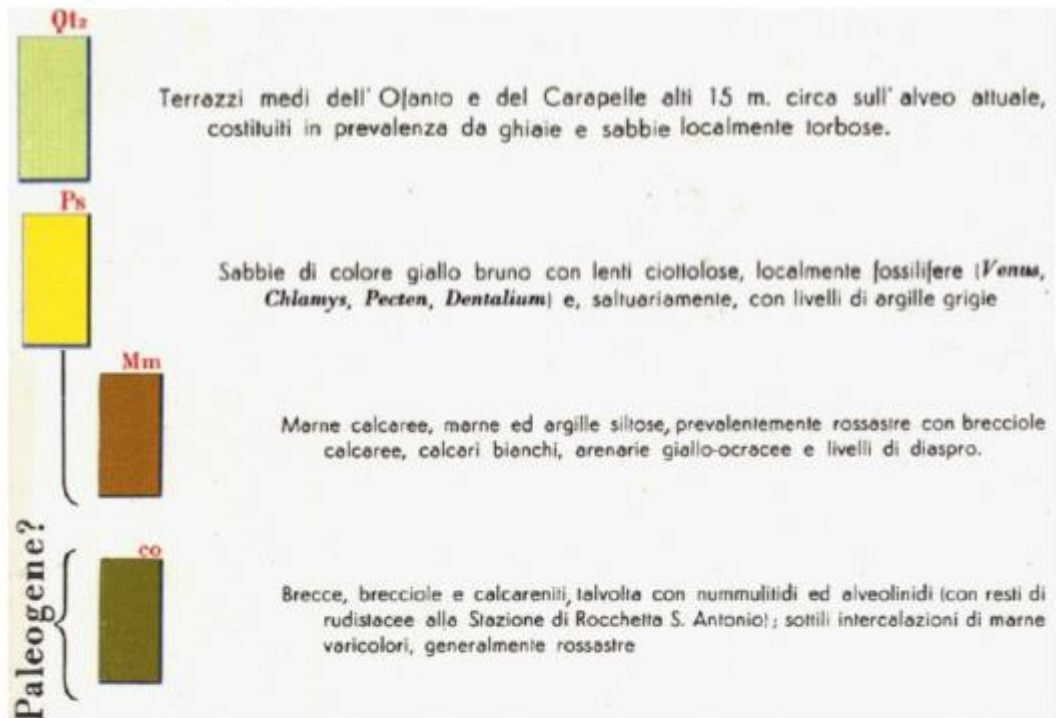 Qt2
Terrazzi medi dell' Ofanto e del Carapelle alti 15 m. circa sull' alveo attuale,
costituiti in prevalenza da ghiaie e sabbie localmente torbose.
Ps
Sabbie di colore giallo bruno con lenti ciottolose, localmente fossilifere (Venus,
Chlamys, Pecten, Dentalium) e, saltuariamente, con livelli di argille grigie
Mm
Marne calcaree, marne ed argille siltose, prevalentemente rossastre con brecciole
calcaree, calcari bianchi, arenarie giallo-ocracee e livelli di diaspro.
Paleogene?
co
Brecce, brecciole e calcareniti, talvolta con nummulitidi ed alveolinidi (con resti di
rudistacee alla Stazione di Rocchetta S. Antonio); sottili intercalazioni di marne
varicolori, generalmente rossastre